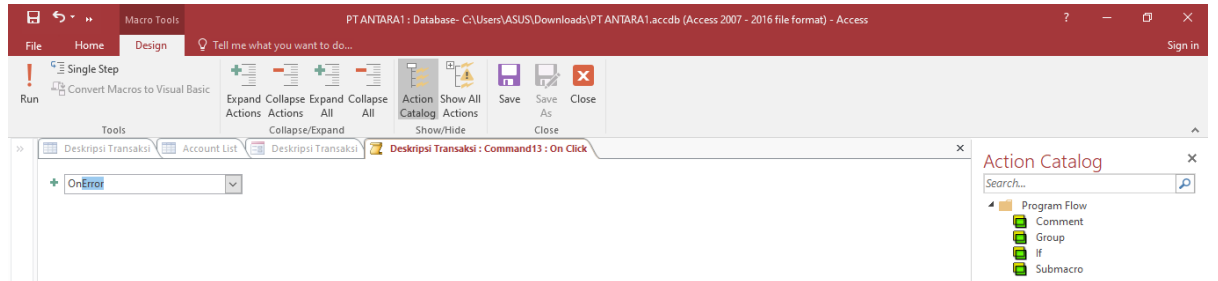 Macro Tools
PT ANTARA1 : Database- C:\Users\ASUS\Downloads\PT ANTARA1.accdb (Access 2007 - 2016 file format) - Access
File Home Design Tell me what you want to do... Sign in
Run
Single Step
Convert Macros to Visual Basic
Tools
Expand Actions
Collapse Actions
Expand All
Collapse All
Collapse/Expand
Action Catalog
Show All Actions
Show/Hide
Save
Save As
Close
Close
Deskripsi Transaksi
Account List
Deskripsi Transaksi
Deskripsi Transaksi : Command13 : On Click
OnError
Action Catalog
Search...
Program Flow
Comment
Group
If
Submacro